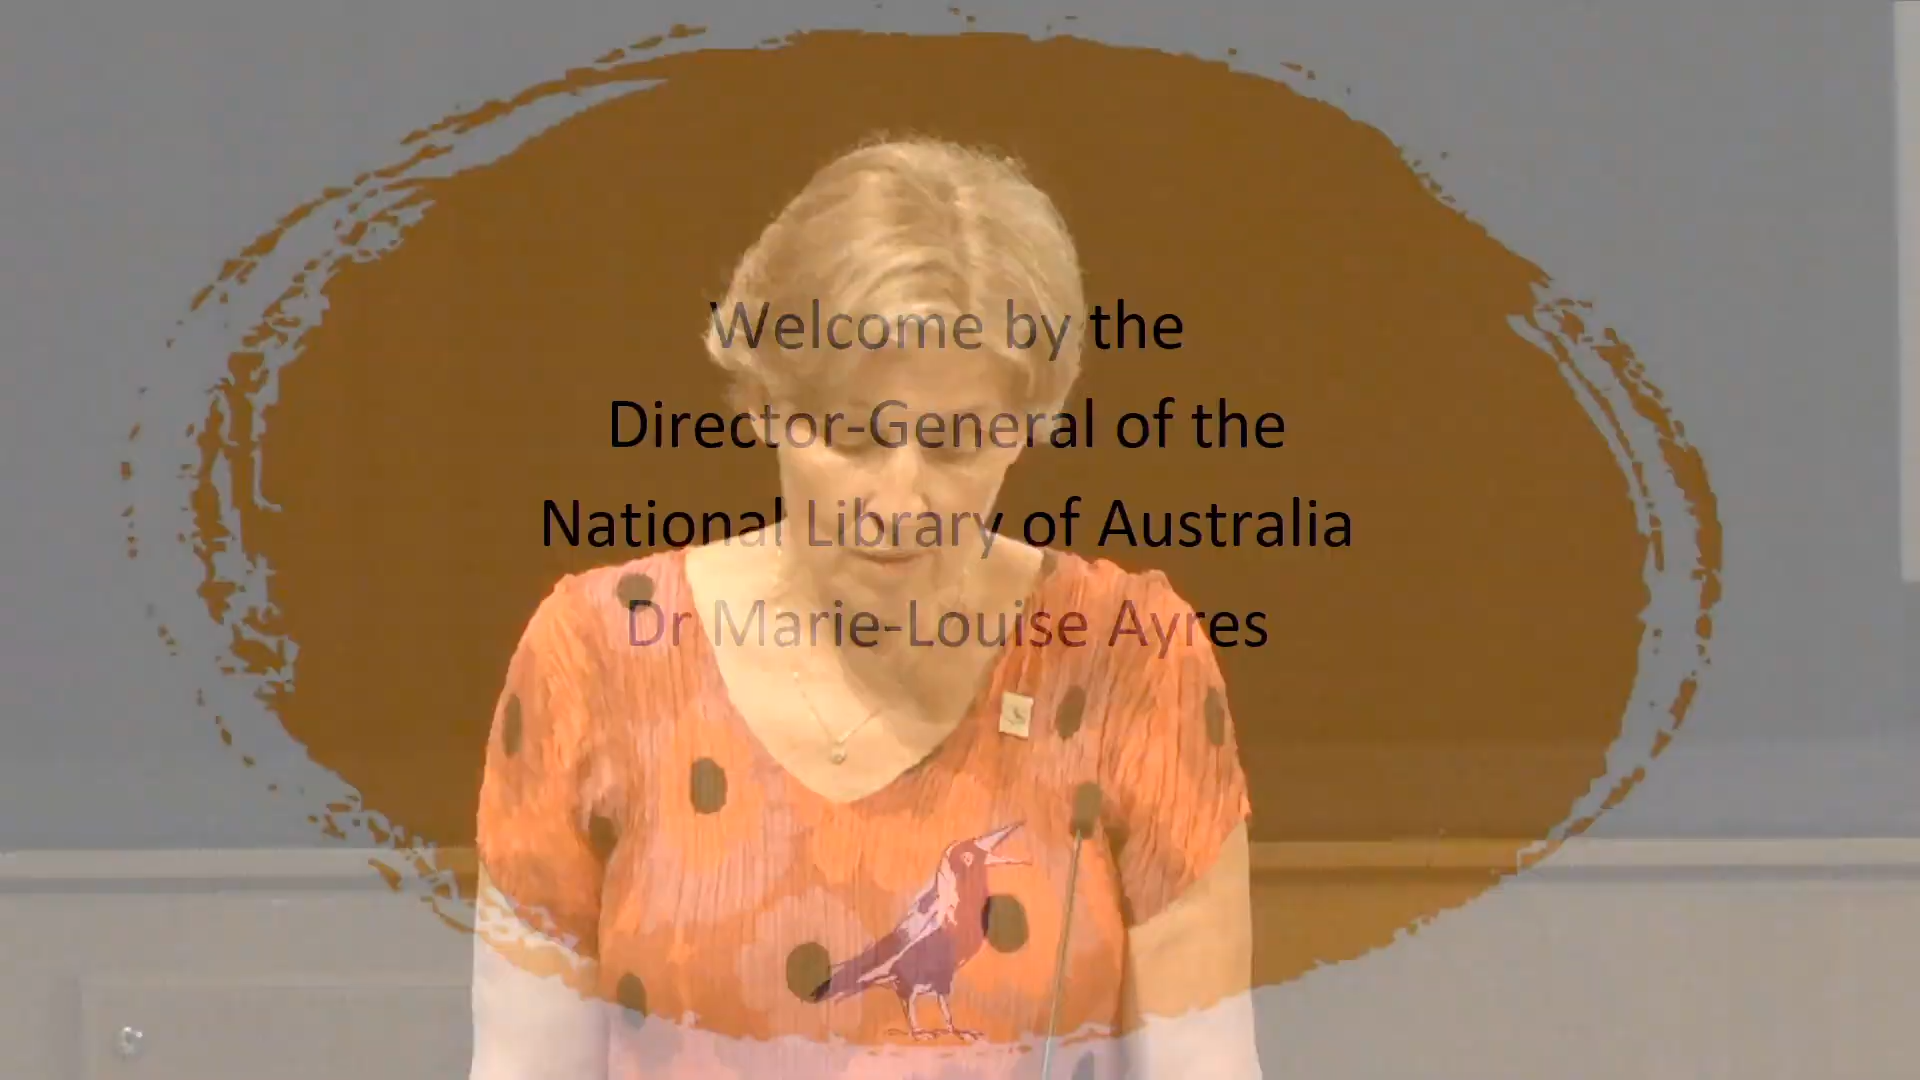 Welcome by the
Director-General of the
National Library of Australia
Dr Marie-Louise Ayres